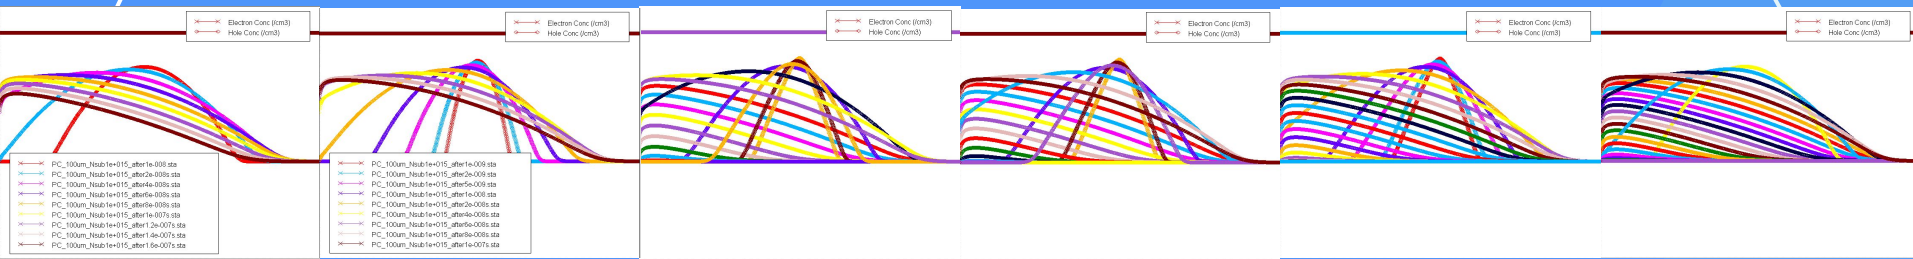 Electron Conc (/cm3)
Hole Conc (/cm3)
PC_100um_Nsub1e+015_after1e-008.sta
PC_100um_Nsub1e+015_after2e-008s.sta
PC_100um_Nsub1e+015_after4e-008s.sta
PC_100um_Nsub1e+015_after6e-008s.sta
PC_100um_Nsub1e+015_after8e-008s.sta
PC_100um_Nsub1e+015_after1e-007s.sta
PC_100um_Nsub1e+015_after1.2e-007s.sta
PC_100um_Nsub1e+015_after1.4e-007s.sta
PC_100um_Nsub1e+015_after1.6e-007s.sta
Electron Conc (/cm3)
Hole Conc (/cm3)
PC_100um_Nsub1e+015_after1e-009.sta
PC_100um_Nsub1e+015_after2e-009.sta
PC_100um_Nsub1e+015_after5e-009.sta
PC_100um_Nsub1e+015_after1e-008.sta
PC_100um_Nsub1e+015_after2e-008s.sta
PC_100um_Nsub1e+015_after4e-008s.sta
PC_100um_Nsub1e+015_after6e-008s.sta
PC_100um_Nsub1e+015_after8e-008s.sta
PC_100um_Nsub1e+015_after1e-007s.sta
Electron Conc (/cm3)
Hole Conc (/cm3)
Electron Conc (/cm3)
Hole Conc (/cm3)
Electron Conc (/cm3)
Hole Conc (/cm3)
Electron Conc (/cm3)
Hole Conc (/cm3)